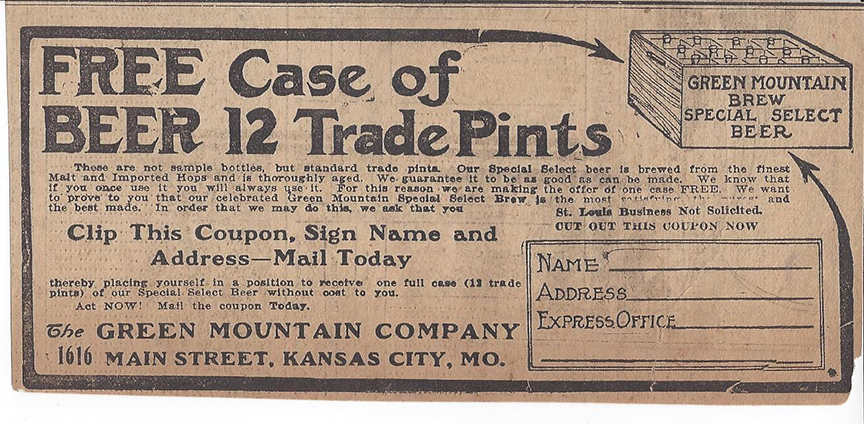 FREE Case of
BEER 12 Trade Pints
GREEN MOUNTAIN
BREW
SPECIAL SELECT
BEER
These are not sample bottles, but standard trade pints. Our Special Select beer is brewed from the finest
Malt and Imported Hops and is thoroughly aged. We guarantee it to be as good as can be made. We know that
if you once use it you will always use it. For this reason we are making the offer of one case FREE. We want
to prove to you that our celebrated Green Mountain Special Select Brew is the most satisfying the purest and
the best made. In order that we may do this, we ask that you
St. Louis Business Not Solicited.
CUT OUT THIS COUPON NOW
Clip This Coupon, Sign Name and
Address—Mail Today
thereby placing yourself in a position to receive one full case (12 trade
pints) of our Special Select Beer without cost to you.
Act NOW! Mail the coupon Today.
The GREEN MOUNTAIN COMPANY
1616 MAIN STREET, KANSAS CITY, MO.
NAME
ADDRESS
EXPRESS OFFICE